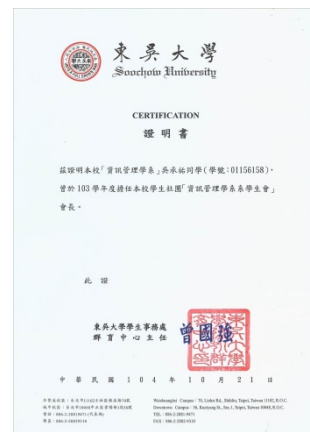 東吳大學
Soochow University
CERTIFICATION
證明書
茲證明本校「資訊管理學系」吳承祐同學(學號:01156158),
曾於 103 學年度擔任本校學生社團「資訊管理學系系學生會」
會長。
此 證
東吳大學學生事務處
群育中心主任
曾國強
中華民國 104 年 10 月 21 日